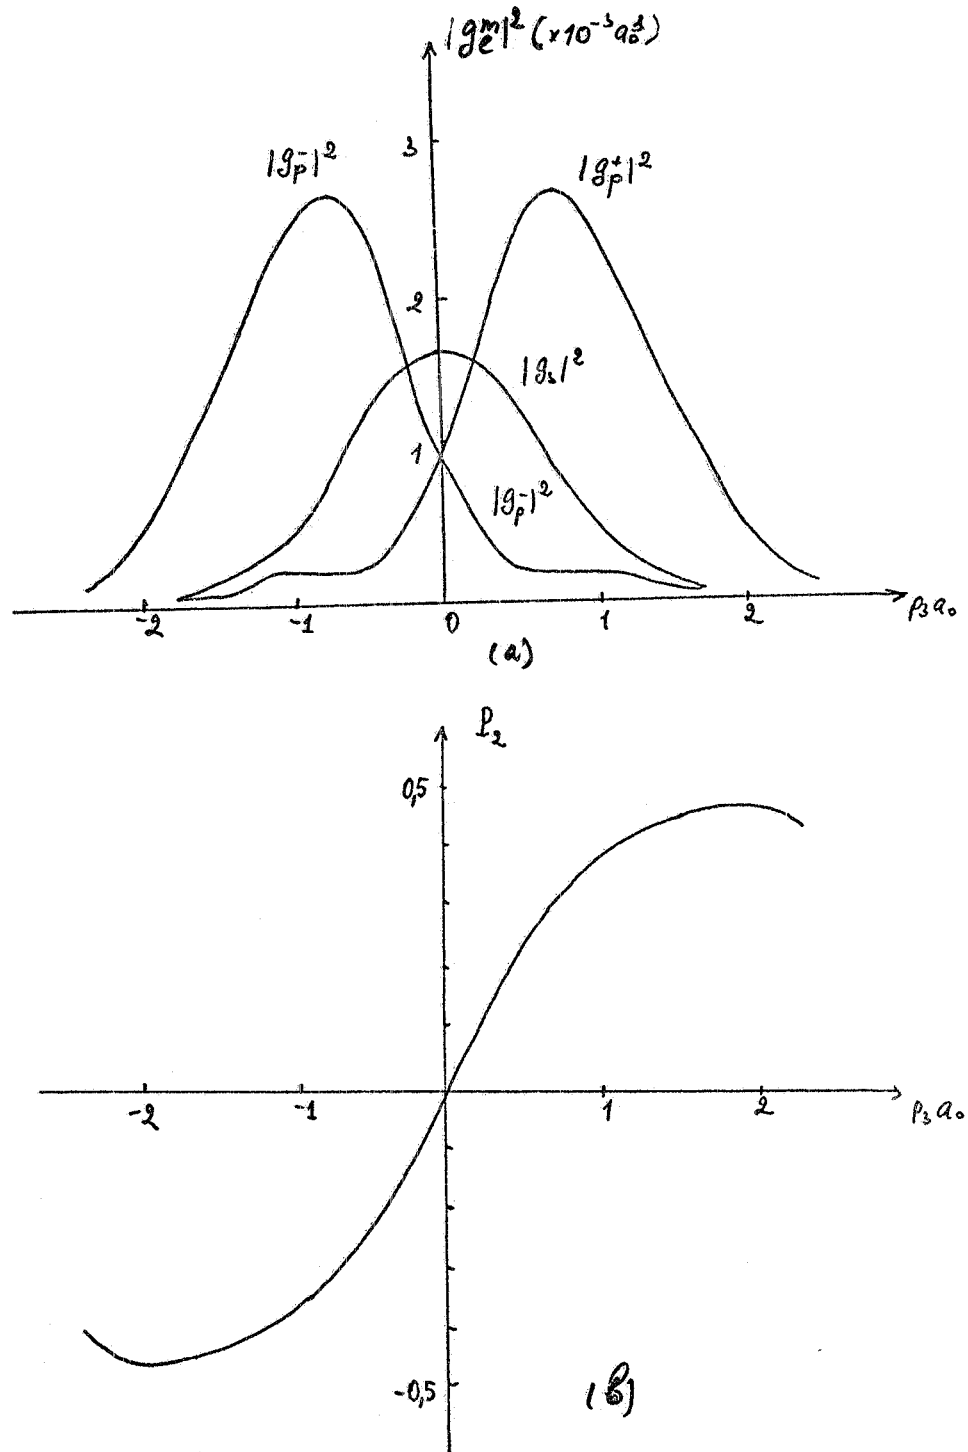 |g_e^m|² (×10⁻³ a₀³)
3
|g_p^-|²
|g_p^+|²
2
|g_s|²
1
|g_p^-|²
-2 -1 0 1 2 p₃a₀
(a)
P₂
0,5
-2 -1 1 2 p₃a₀
-0,5
(в)